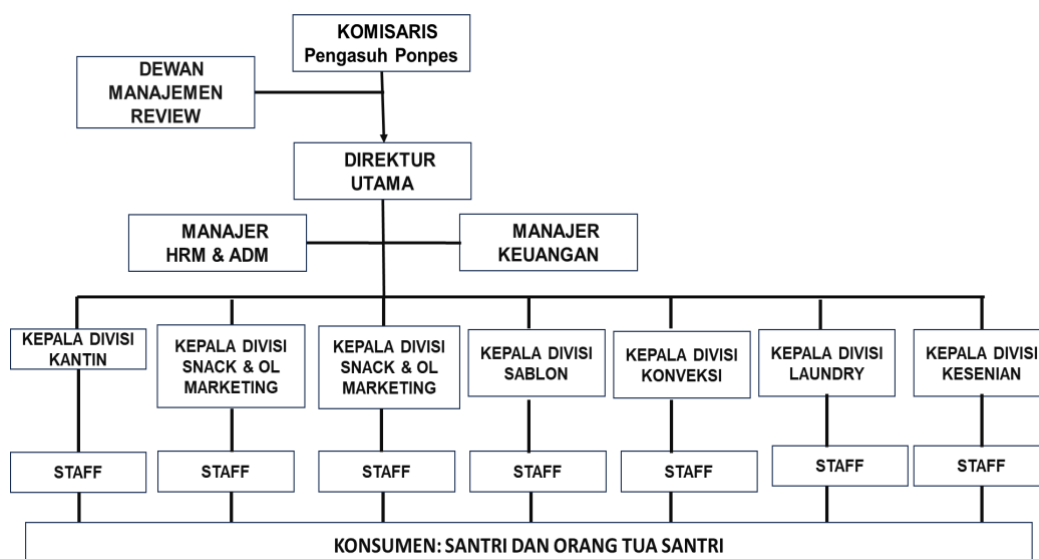 KOMISARIS
Pengasuh Ponpes
DEWAN
MANAJEMEN
REVIEW
DIREKTUR
UTAMA
MANAJER
HRM & ADM
MANAJER
KEUANGAN
KEPALA DIVISI
KANTIN
KEPALA DIVISI
SNACK & OL
MARKETING
KEPALA DIVISI
SNACK & OL
MARKETING
KEPALA DIVISI
SABLON
KEPALA DIVISI
KONVEKSI
KEPALA DIVISI
LAUNDRY
KEPALA DIVISI
KESENIAN
STAFF
STAFF
STAFF
STAFF
STAFF
STAFF
STAFF
KONSUMEN: SANTRI DAN ORANG TUA SANTRI